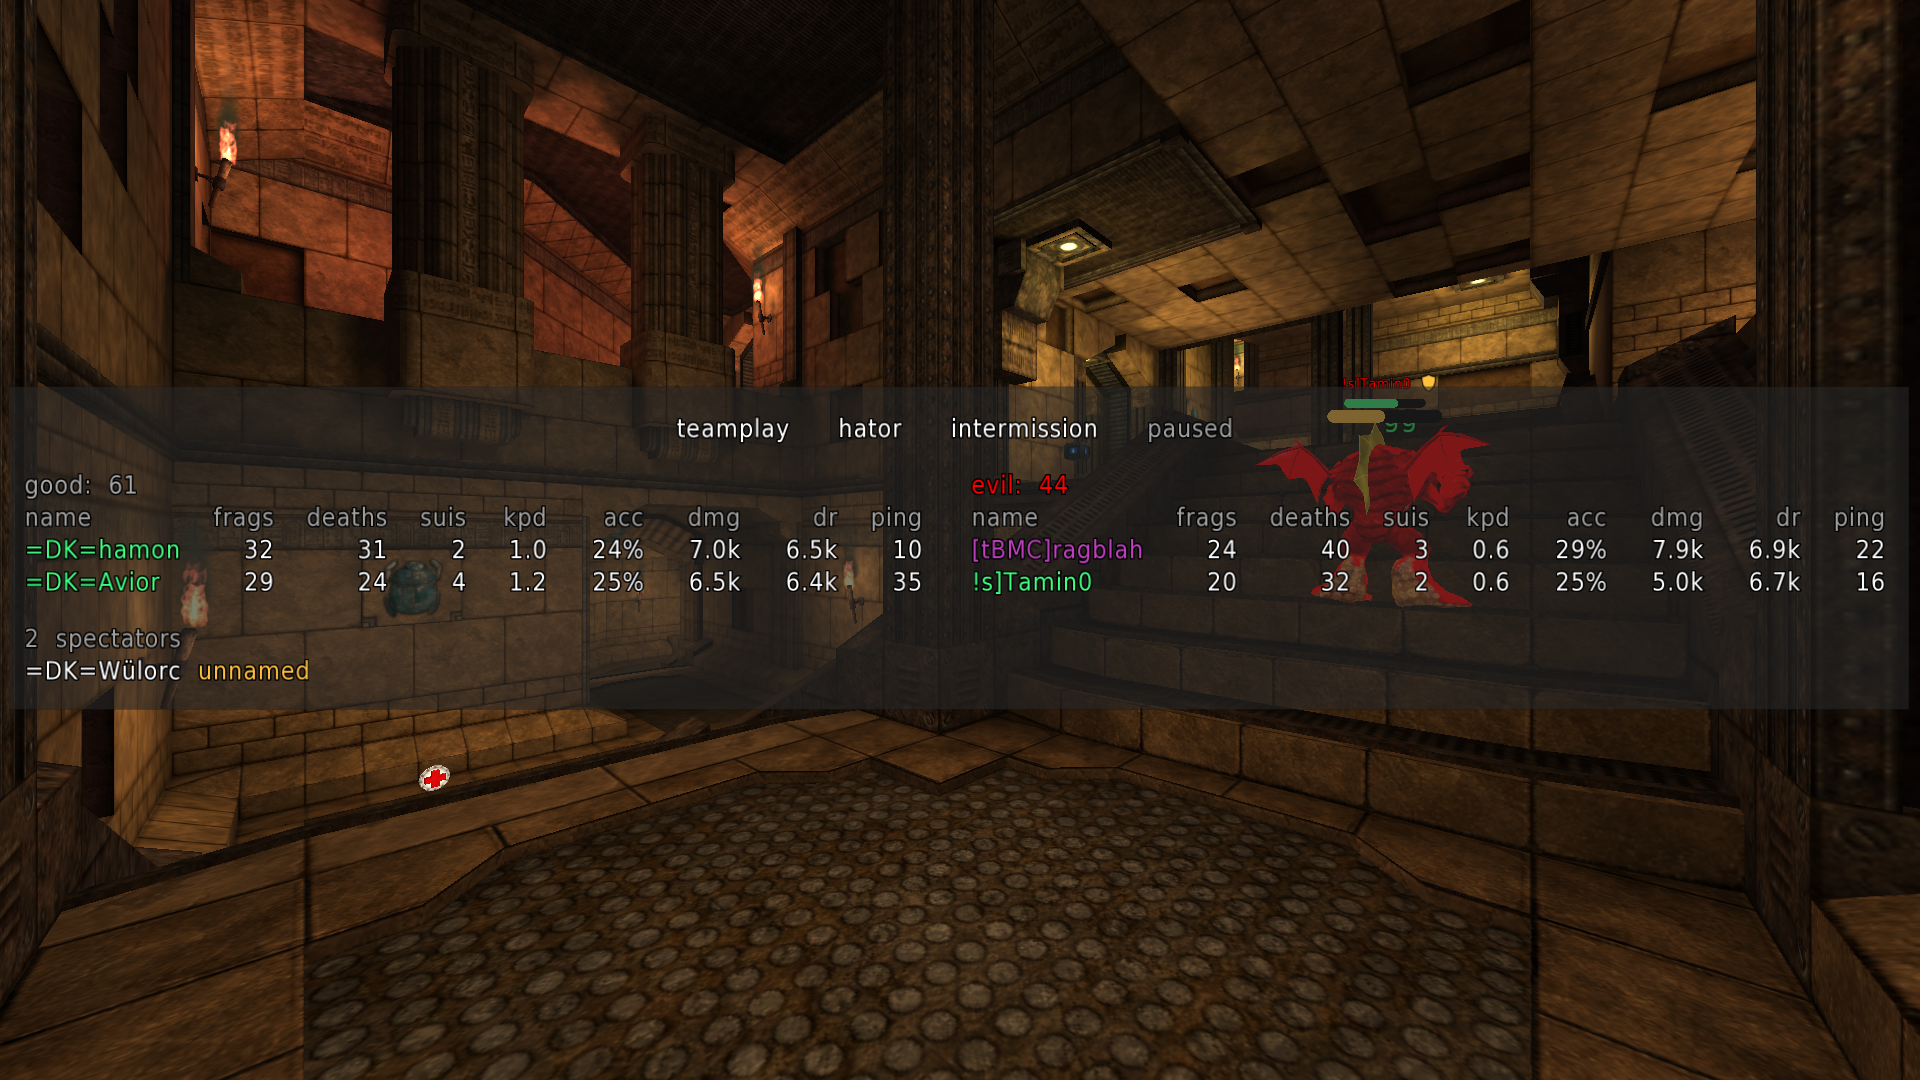 !s]Tamin0
99
teamplay hator intermission paused
good: 61
name frags deaths suis kpd acc dmg dr ping
=DK=hamon 32 31 2 1.0 24% 7.0k 6.5k 10
=DK=Avior 29 24 4 1.2 25% 6.5k 6.4k 35
evil: 44
name frags deaths suis kpd acc dmg dr ping
[tBMC]ragblah 24 40 3 0.6 29% 7.9k 6.9k 22
!s]Tamin0 20 32 2 0.6 25% 5.0k 6.7k 16
2 spectators
=DK=Wülorc unnamed